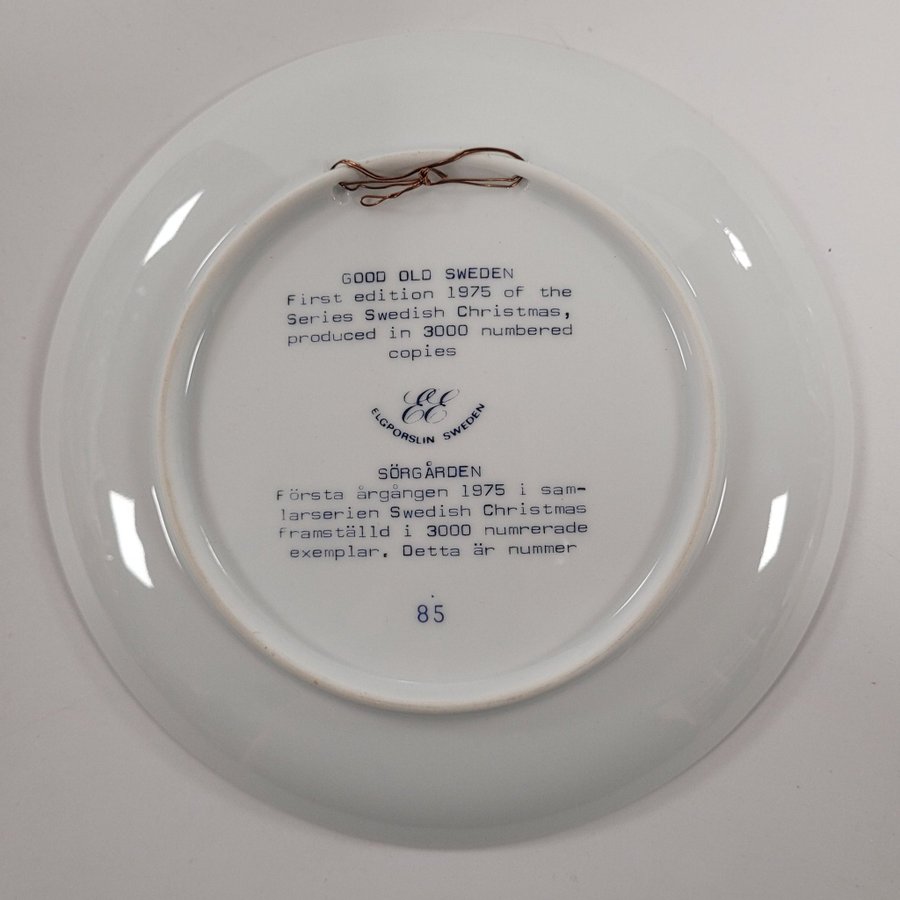 GOOD OLD SWEDEN
First edition 1975 of the
Series Swedish Christmas,
produced in 3000 numbered
copies
EE
ELGPORSLIN SWEDEN
SÖRGÅRDEN
Första årgången 1975 i sam-
larserien Swedish Christmas
framställd i 3000 numrerade
exemplar. Detta är nummer
85